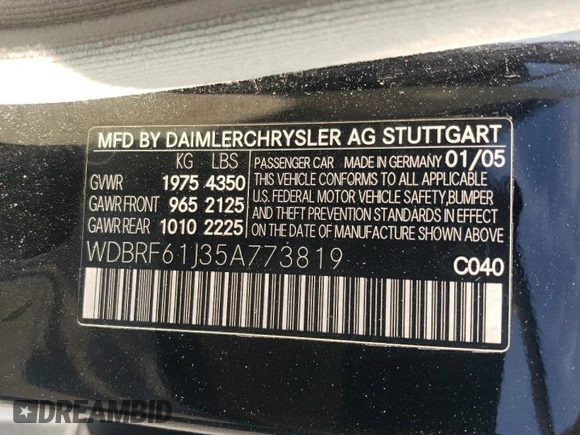 MFD BY DAIMLERCHRYSLER AG STUTTGART
KG LBS
GVWR 1975 4350
GAWR FRONT 965 2125
GAWR REAR 1010 2225
PASSENGER CAR MADE IN GERMANY 01/05
THIS VEHICLE CONFORMS TO ALL APPLICABLE
U.S. FEDERAL MOTOR VEHICLE SAFETY,BUMPER
AND THEFT PREVENTION STANDARDS IN EFFECT
ON THE DATE OF MANUFACTURE SHOWN ABOVE.
WDBRF61J35A773819
C040
DREAMBID